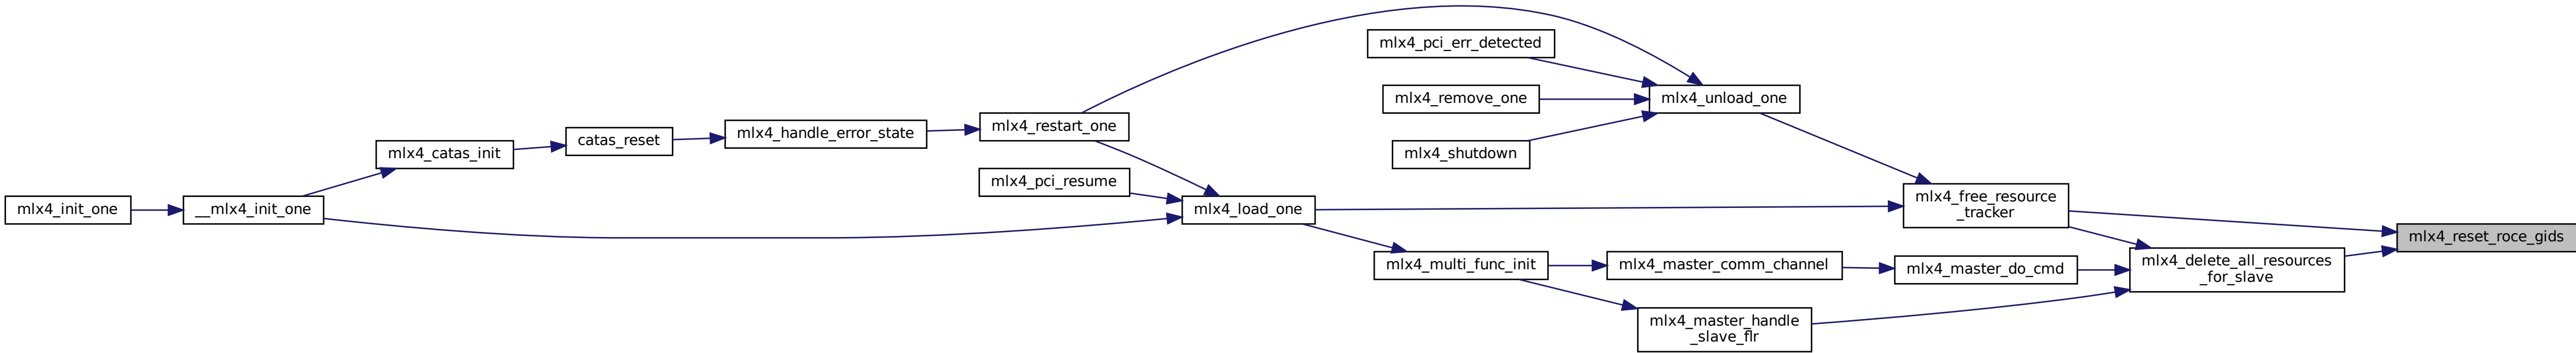 mlx4_pci_err_detected
mlx4_remove_one
mlx4_unload_one
mlx4_restart_one
mlx4_handle_error_state
catas_reset
mlx4_catas_init
mlx4_shutdown
mlx4_pci_resume
mlx4_init_one
__mlx4_init_one
mlx4_load_one
mlx4_free_resource
_tracker
mlx4_reset_roce_gids
mlx4_multi_func_init
mlx4_master_comm_channel
mlx4_master_do_cmd
mlx4_delete_all_resources
_for_slave
mlx4_master_handle
_slave_flr